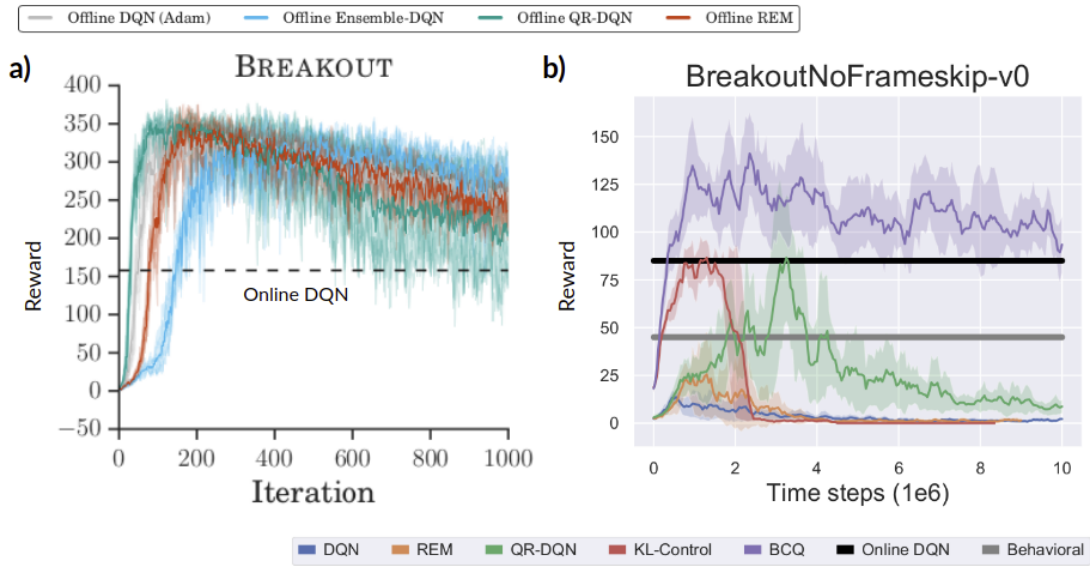 Offline DQN (Adam) Offline Ensemble-DQN Offline QR-DQN Offline REM
a)
BREAKOUT
400
350
300
250
200
150
100
50
0
−50
Reward
Online DQN
0 200 400 600 800 1000
Iteration
b)
BreakoutNoFrameskip-v0
150
125
100
75
50
25
0
Reward
0 2 4 6 8 10
Time steps (1e6)
DQN REM QR-DQN KL-Control BCQ Online DQN Behavioral